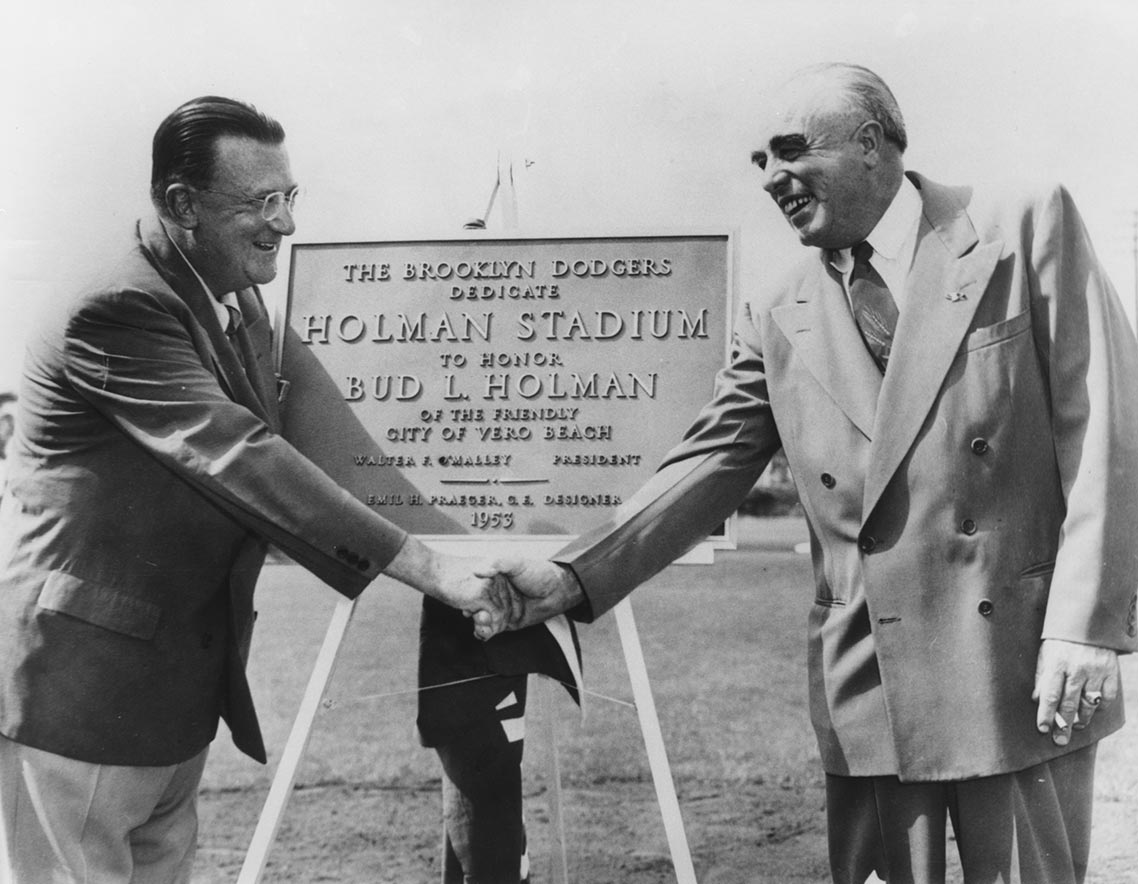 THE BROOKLYN DODGERS
DEDICATE
HOLMAN STADIUM
TO HONOR
BUD L. HOLMAN
OF THE FRIENDLY
CITY OF VERO BEACH
WALTER F. O'MALLEY PRESIDENT
EMIL H. PRAEGER, C. E. DESIGNER
1953